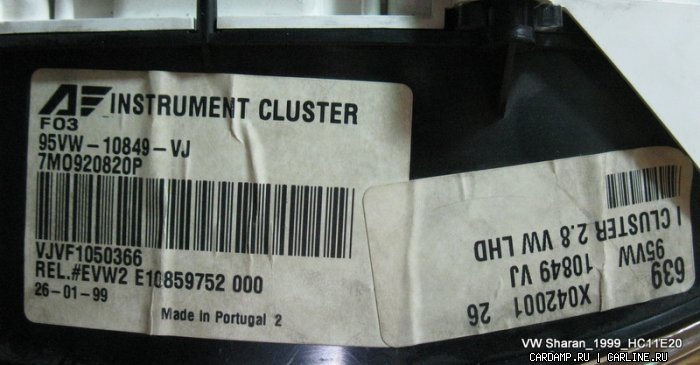 AF INSTRUMENT CLUSTER
F03
95VW-10849-VJ
7M0920820P
VJVF1050366
REL.#EVW2 E10859752 000
26-01-99
Made in Portugal 2
639 X042001 26
95VW 10849 VJ
I CLUSTER 2.8 VW LHD
VW Sharan_1999_HC11E20
CARDAMP.RU | CARLINE.RU